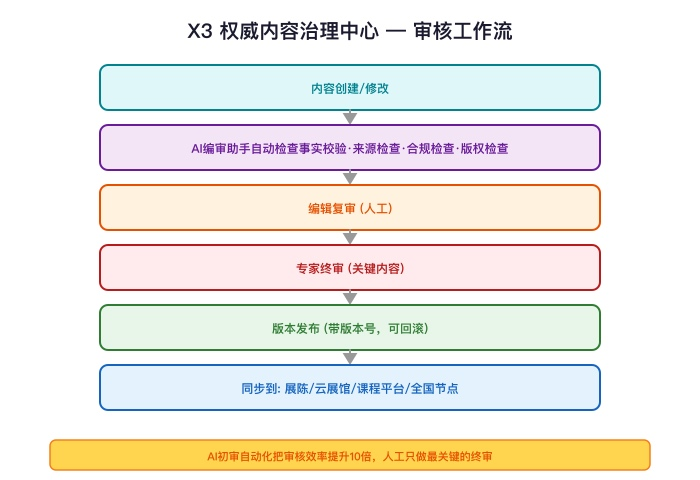 X3 权威内容治理中心 — 审核工作流
内容创建/修改
AI编审助手自动检查事实校验·来源检查·合规检查·版权检查
编辑复审 (人工)
专家终审 (关键内容)
版本发布 (带版本号，可回滚)
同步到: 展陈/云展馆/课程平台/全国节点
AI初审自动化把审核效率提升10倍，人工只做最关键的终审